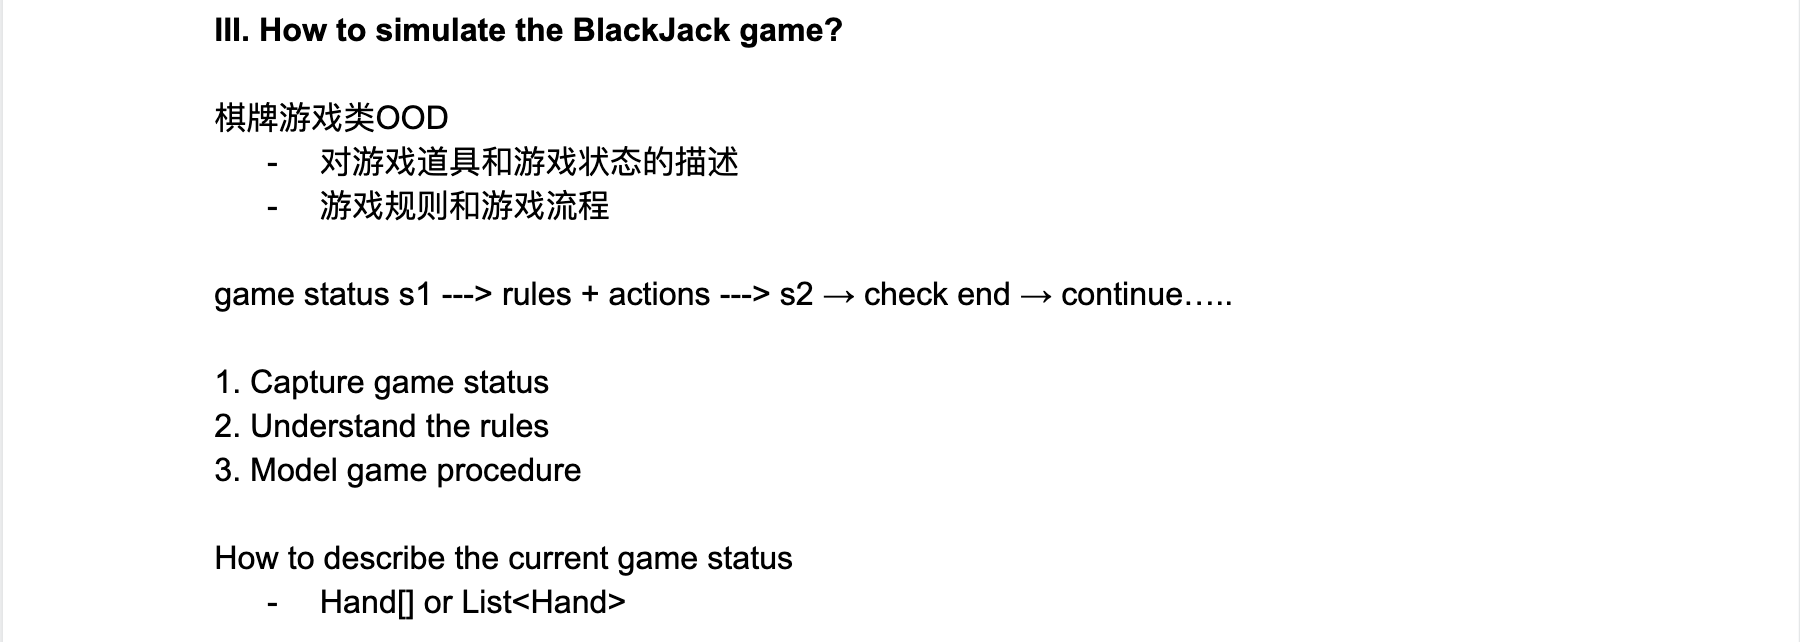 III. How to simulate the BlackJack game?
棋牌游戏类OOD
- 对游戏道具和游戏状态的描述
- 游戏规则和游戏流程
game status s1 ---> rules + actions ---> s2 → check end → continue…..
1. Capture game status
2. Understand the rules
3. Model game procedure
How to describe the current game status
- Hand[] or List<Hand>